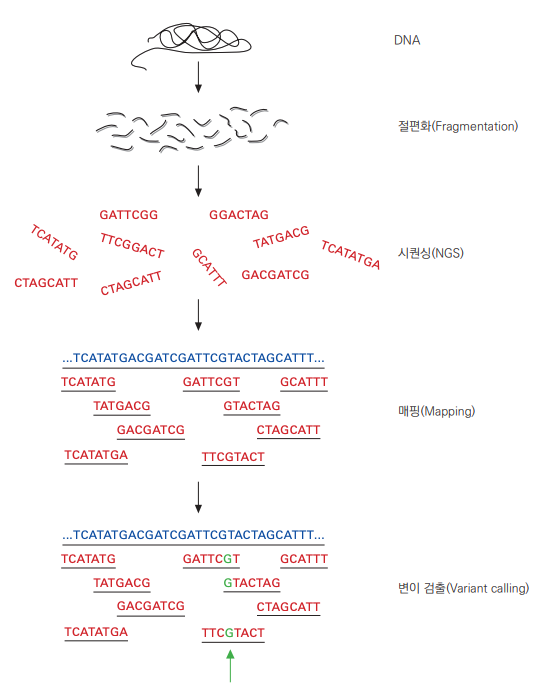 DNA
절편화(Fragmentation)
GATTCGG
GGACTAG
TCATATG
TTCGGACT
GCATTT
TATGACG
TCATATGA
시퀀싱(NGS)
CTAGCATT
CTAGCATT
GACGATCG
...TCATATGACGATCGATTCGTACTAGCATTT...
TCATATG GATTCGT GCATTT
TATGACG GTACTAG
매핑(Mapping)
GACGATCG CTAGCATT
TCATATGA TTCGTACT
...TCATATGACGATCGATTCGTACTAGCATTT...
TCATATG GATTCGT GCATTT
TATGACG GTACTAG
변이 검출(Variant calling)
GACGATCG CTAGCATT
TCATATGA TTCGTACT